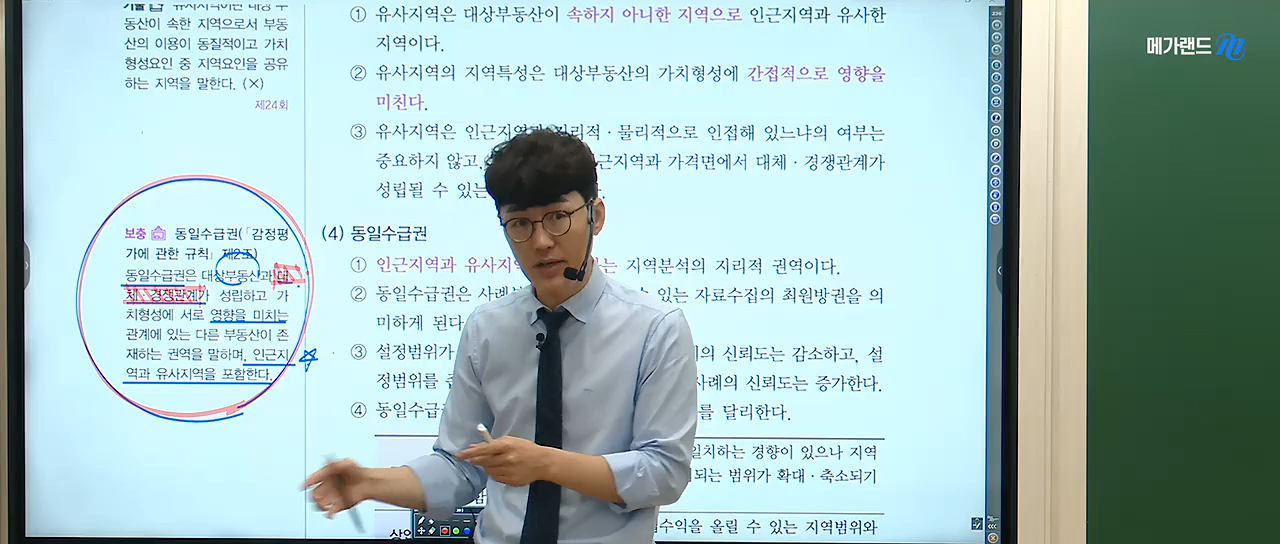 동산이 속한 지역으로서 부동
산의 이용이 동질적이고 가치
형성요인 중 지역요인을 공유
하는 지역을 말한다. (×)
제24회
보충 동일수급권(「감정평
가에 관한 규칙」 제2조)
동일수급권은 대상부동산과 대
체·경쟁관계가 성립하고 가
치형성에 서로 영향을 미치는
관계에 있는 다른 부동산이 존
재하는 권역을 말하며, 인근지
역과 유사지역을 포함한다.
① 유사지역은 대상부동산이 속하지 아니한 지역으로 인근지역과 유사한
지역이다.
② 유사지역의 지역특성은 대상부동산의 가치형성에 간접적으로 영향을
미친다.
③ 유사지역은 인근지역과 지리적·물리적으로 인접해 있느냐의 여부는
중요하지 않고, 인근지역과 가격면에서 대체·경쟁관계가
성립될 수 있는
(4) 동일수급권
① 인근지역과 유사지역 는 지역분석의 지리적 권역이다.
② 동일수급권은 있는 자료수집의 최원방권을 의
미하게 된다
③ 설정범위가 의 신뢰도는 감소하고, 설
정범위를 사례의 신뢰도는 증가한다.
④ 동일수급 를 달리한다.
일치하는 경향이 있으나 지역
되는 범위가 확대·축소되기
수익을 올릴 수 있는 지역범위와
메가랜드